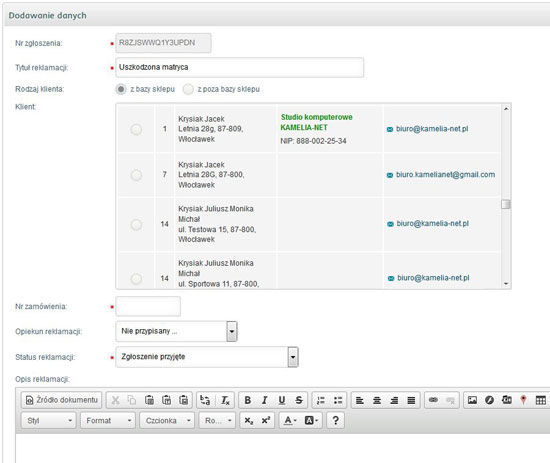 Dodawanie danych
Nr zgłoszenia:
R8ZJSWWQ1Y3UPDN
Tytuł reklamacji:
Uszkodzona matryca
Rodzaj klienta:
z bazy sklepu
z poza bazy sklepu
Klient:
1
Krysiak Jacek
Letnia 28g, 87-809,
Włocławek
Studio komputerowe
KAMELIA-NET
NIP: 888-002-25-34
biuro@kamelia-net.pl
7
Krysiak Jacek
Letnia 28G, 87-800,
Włocławek
biuro.kamelianet@gmail.com
14
Krysiak Juliusz Monika
Michał
ul. Testowa 15, 87-800,
Włocławek
biuro@kamelia-net.pl
14
Krysiak Juliusz Monika
Michał
ul. Sportowa 11, 87-800,
biuro@kamelia-net.pl
Nr zamówienia:
Opiekun reklamacji:
Nie przypisany ...
Status reklamacji:
Zgłoszenie przyjęte
Opis reklamacji:
Źródło dokumentu
B I U S
Styl
Format
Czcionka
Ro...
x₂ x²
A A
?